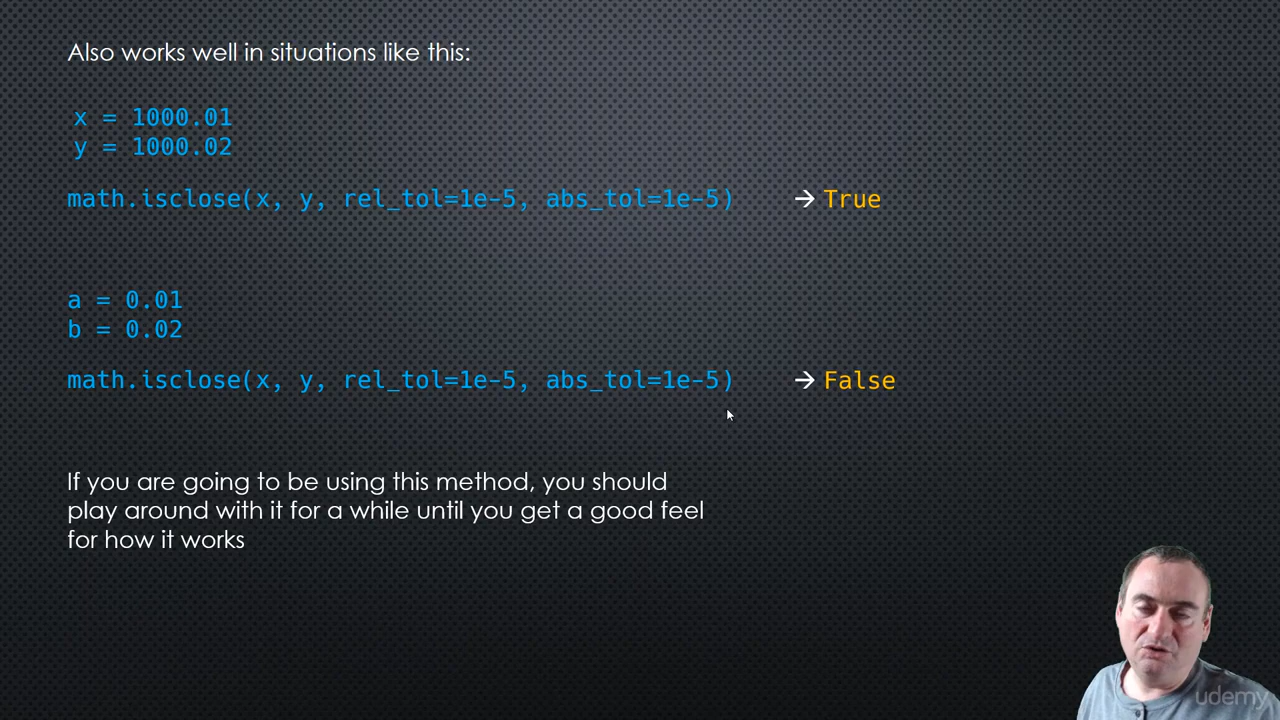 Also works well in situations like this:
x = 1000.01
y = 1000.02
math.isclose(x, y, rel_tol=1e-5, abs_tol=1e-5) → True
a = 0.01
b = 0.02
math.isclose(x, y, rel_tol=1e-5, abs_tol=1e-5) → False
If you are going to be using this method, you should
play around with it for a while until you get a good feel
for how it works
udemy